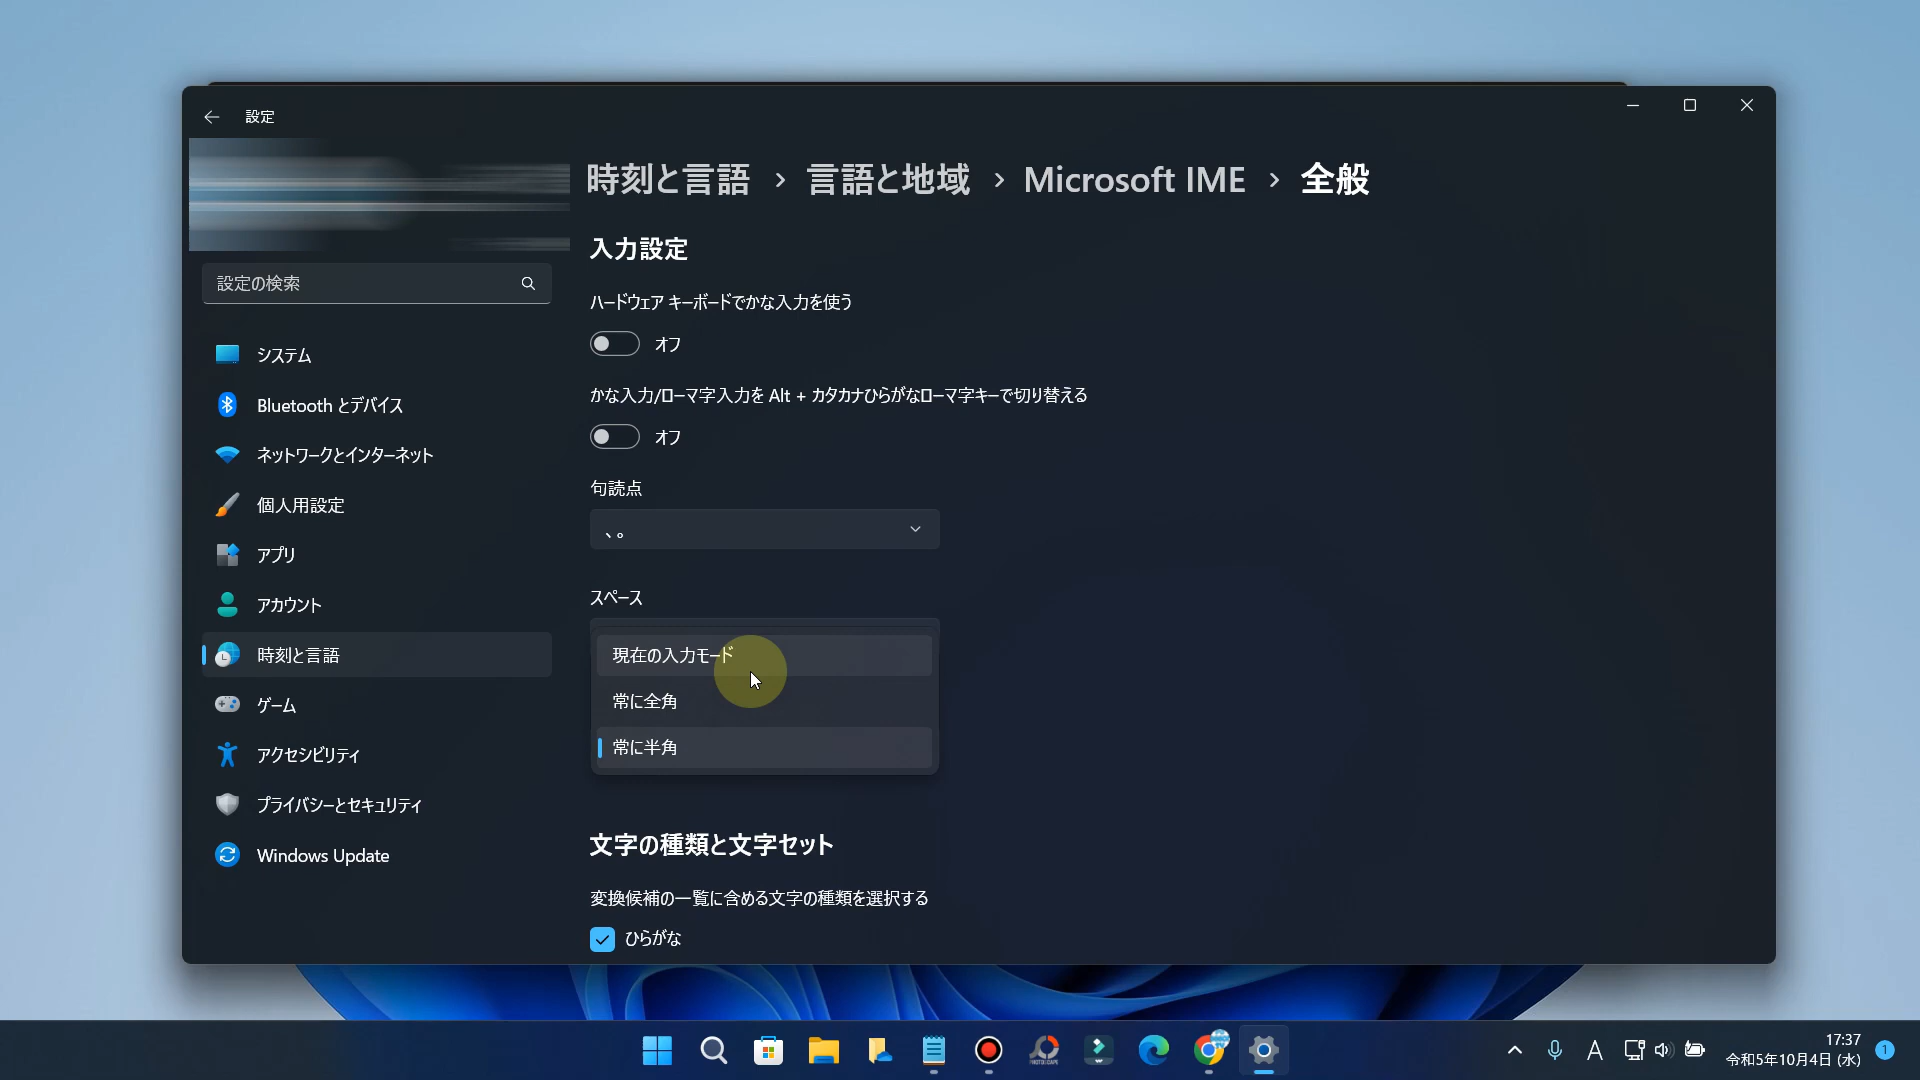 設定
時刻と言語 › 言語と地域 › Microsoft IME › 全般
設定の検索
システム
Bluetooth とデバイス
ネットワークとインターネット
個人用設定
アプリ
アカウント
時刻と言語
ゲーム
アクセシビリティ
プライバシーとセキュリティ
Windows Update
入力設定
ハードウェア キーボードでかな入力を使う
オフ
かな入力/ローマ字入力を Alt + カタカナひらがなローマ字キーで切り替える
オフ
句読点
、。
スペース
現在の入力モード
常に全角
常に半角
文字の種類と文字セット
変換候補の一覧に含める文字の種類を選択する
ひらがな
A
17:37
令和5年10月4日 (水)
1